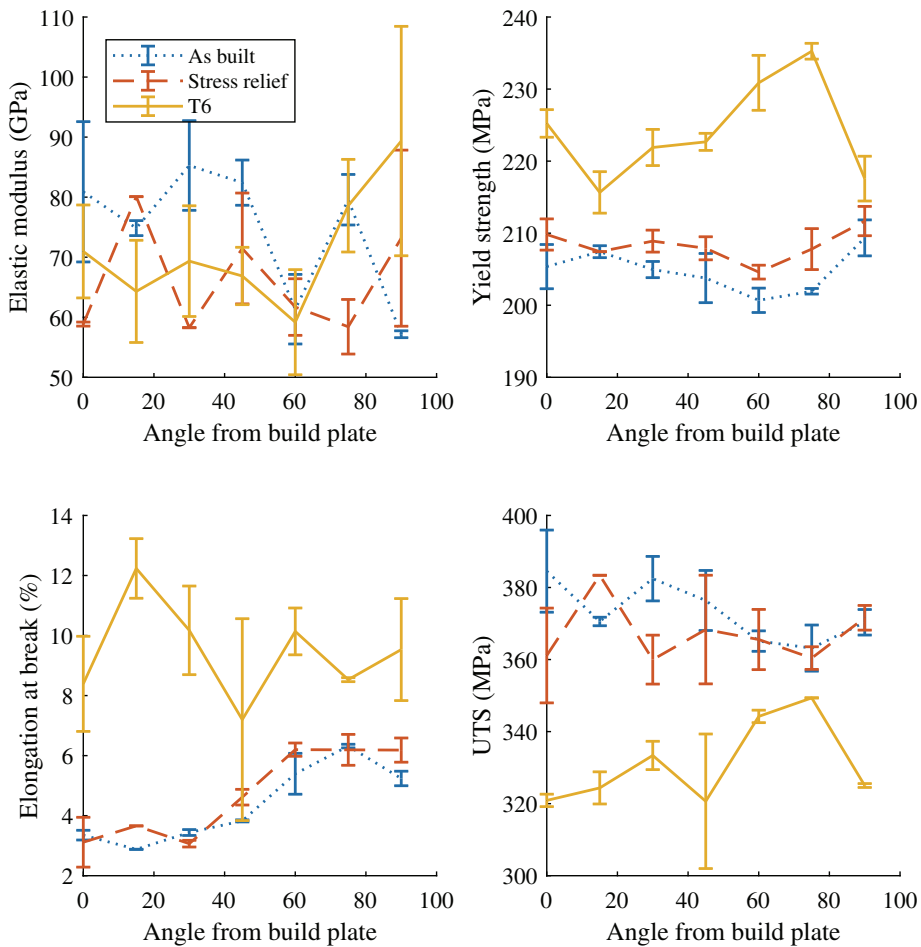 110
100
90
80
70
60
50
Elastic modulus (GPa)
As built
Stress relief
T6
0 20 40 60 80 100
Angle from build plate
240
230
220
210
200
190
Yield strength (MPa)
0 20 40 60 80 100
Angle from build plate
14
12
10
8
6
4
2
Elongation at break (%)
0 20 40 60 80 100
Angle from build plate
400
380
360
340
320
300
UTS (MPa)
0 20 40 60 80 100
Angle from build plate